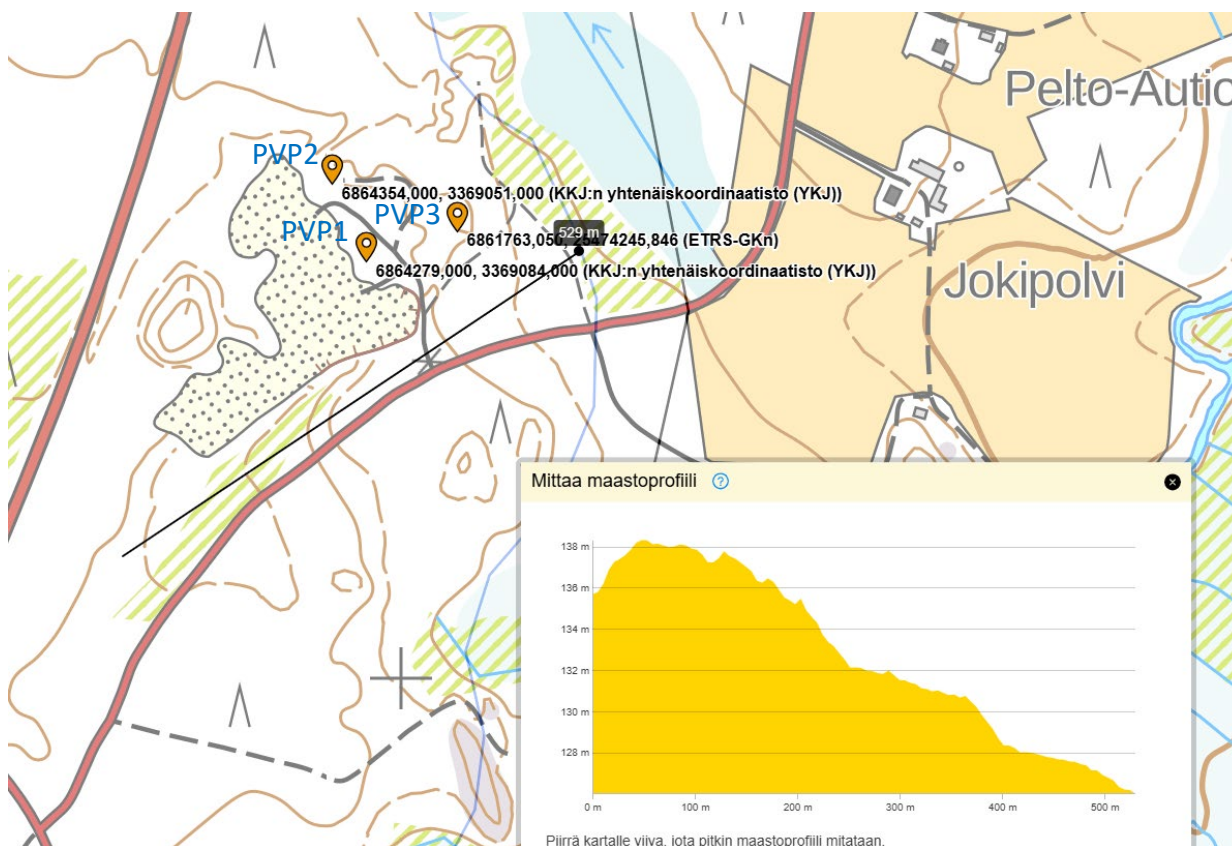 Pelto-Autio
PVP2
6864354,000, 3369051,000 (KKJ:n yhtenäiskoordinaatisto (YKJ))
PVP3
PVP1
529 m
6861763,050, 25474245,846 (ETRS-GKn)
6864279,000, 3369084,000 (KKJ:n yhtenäiskoordinaatisto (YKJ))
Jokipolvi
Mittaa maastoprofiili ?
138 m
136 m
134 m
132 m
130 m
128 m
0 m 100 m 200 m 300 m 400 m 500 m
Piirrä kartalle viiva, jota pitkin maastoprofiili mitataan.